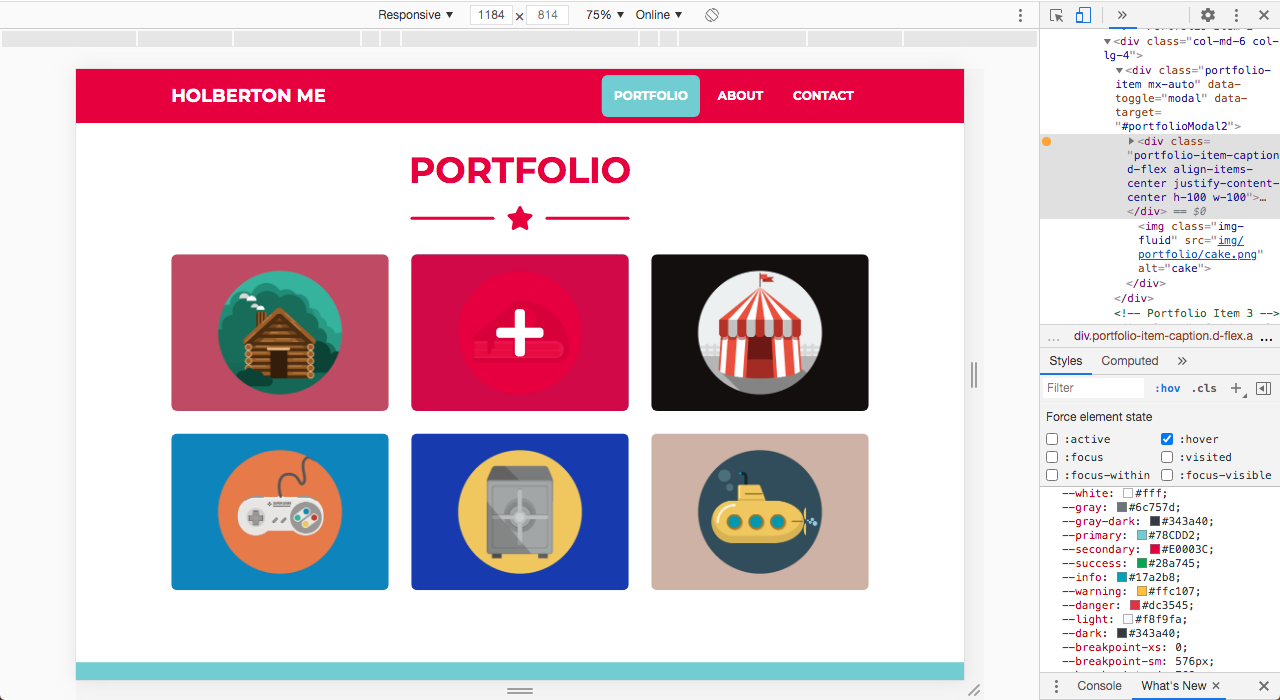 Responsive ▼ 1184 × 814 75% ▼ Online ▼
HOLBERTON ME
PORTFOLIO ABOUT CONTACT
PORTFOLIO
▼<div class="col-md-6 col-
lg-4">
▼<div class="portfolio-
item mx-auto" data-
toggle="modal" data-
target=
"#portfolioModal2">
▶<div class=
"portfolio-item-caption
d-flex align-items-
center justify-content-
center h-100 w-100">…
</div> == $0
<img class="img-
fluid" src="img/
portfolio/cake.png"
alt="cake">
</div>
</div>
<!-- Portfolio Item 3 -->
... div.portfolio-item-caption.d-flex.a ...
Styles Computed »
Filter :hov .cls +
Force element state
:active :hover
:focus :visited
:focus-within :focus-visible
--white: #fff;
--gray: #6c757d;
--gray-dark: #343a40;
--primary: #78CDD2;
--secondary: #E0003C;
--success: #28a745;
--info: #17a2b8;
--warning: #ffc107;
--danger: #dc3545;
--light: #f8f9fa;
--dark: #343a40;
--breakpoint-xs: 0;
--breakpoint-sm: 576px;
Console What's New ×